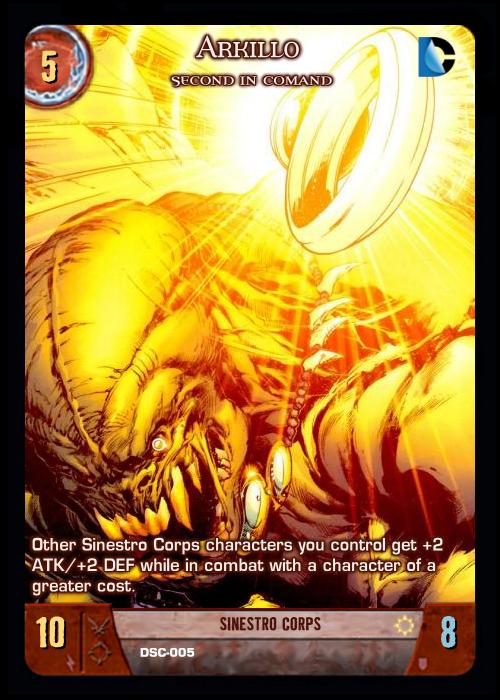 5
Arkillo
SECOND IN COMAND
Other Sinestro Corps characters you control get +2
ATK/+2 DEF while in combat with a character of a
greater cost.
10
SINESTRO CORPS
8
DSC-005